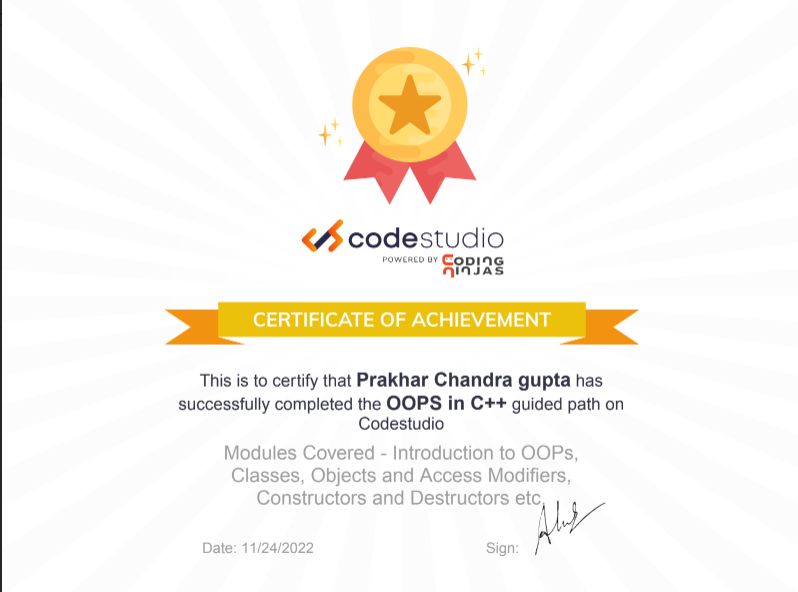 codestudio
POWERED BY CODING NINJAS
CERTIFICATE OF ACHIEVEMENT
This is to certify that Prakhar Chandra gupta has
successfully completed the OOPS in C++ guided path on
Codestudio
Modules Covered - Introduction to OOPs,
Classes, Objects and Access Modifiers,
Constructors and Destructors etc.
Date: 11/24/2022
Sign: